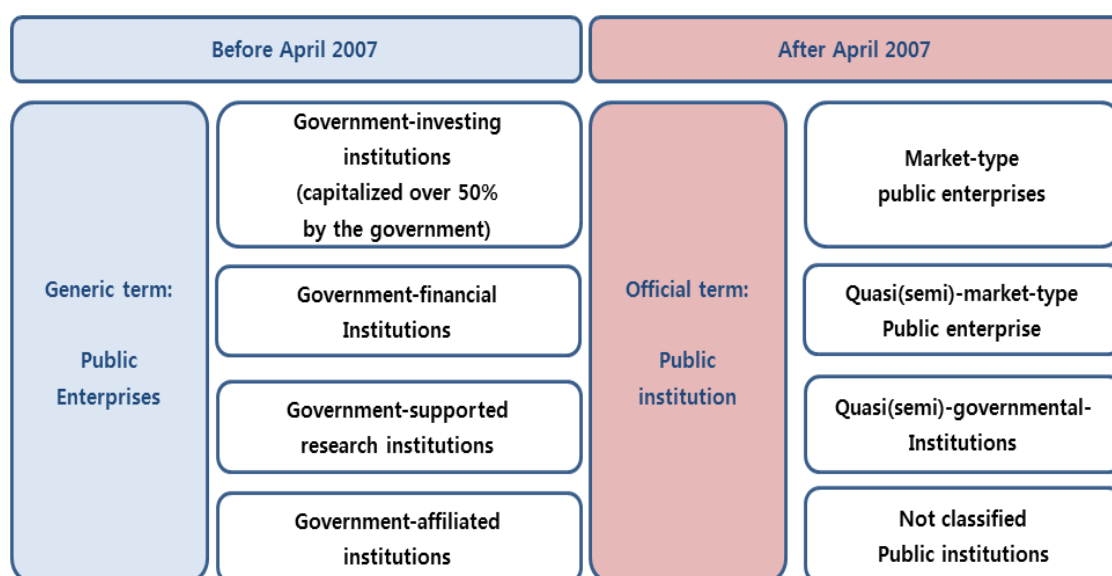 Before April 2007
After April 2007
Generic term:
Public
Enterprises
Government-investing
institutions
(capitalized over 50%
by the government)
Government-financial
Institutions
Government-supported
research institutions
Government-affiliated
institutions
Official term:
Public
institution
Market-type
public enterprises
Quasi(semi)-market-type
Public enterprise
Quasi(semi)-governmental-
Institutions
Not classified
Public institutions